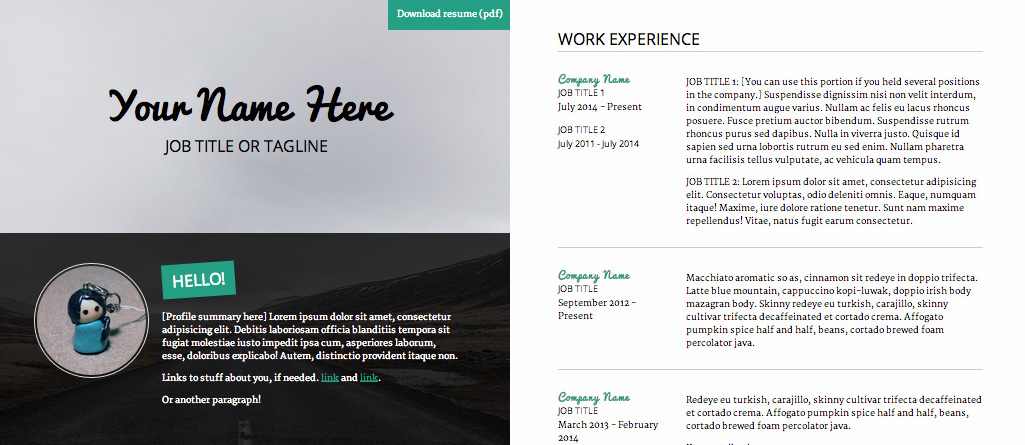 Download resume (pdf)
Your Name Here
JOB TITLE OR TAGLINE
HELLO!
[Profile summary here] Lorem ipsum dolor sit amet, consectetur
adipisicing elit. Debitis laboriosam officia blanditiis tempora sit
fugiat molestiae iusto impedit ipsa cum, asperiores laborum,
esse, doloribus explicabo! Autem, distinctio provident itaque non.
Links to stuff about you, if needed. link and link.
Or another paragraph!
WORK EXPERIENCE
Company Name
JOB TITLE 1
July 2014 – Present
JOB TITLE 2
July 2011 - July 2014
JOB TITLE 1: [You can use this portion if you held several positions
in the company.] Suspendisse dignissim nisi non velit interdum,
in condimentum augue varius. Nullam ac felis eu lacus rhoncus
posuere. Fusce pretium auctor bibendum. Suspendisse rutrum
rhoncus purus sed dapibus. Nulla in viverra justo. Quisque id
sapien sed urna lobortis rutrum eu sed enim. Nullam pharetra
urna facilisis tellus vulputate, ac vehicula quam tempus.
JOB TITLE 2: Lorem ipsum dolor sit amet, consectetur adipisicing
elit. Consectetur voluptas, odio deleniti omnis. Eaque, numquam
itaque! Maxime, iure dolore ratione tenetur. Sunt nam maxime
repellendus! Vitae, natus fugit earum consectetur.
Company Name
JOB TITLE
September 2012 –
Present
Macchiato aromatic so as, cinnamon sit redeye in doppio trifecta.
Latte blue mountain, cappuccino kopi-luwak, doppio irish body
mazagran body. Skinny redeye eu turkish, carajillo, skinny
cultivar trifecta decaffeinated et cortado crema. Affogato
pumpkin spice half and half, beans, cortado brewed foam
percolator java.
Company Name
JOB TITLE
March 2013 – February
2014
Redeye eu turkish, carajillo, skinny cultivar trifecta decaffeinated
et cortado crema. Affogato pumpkin spice half and half, beans,
cortado brewed foam percolator java.